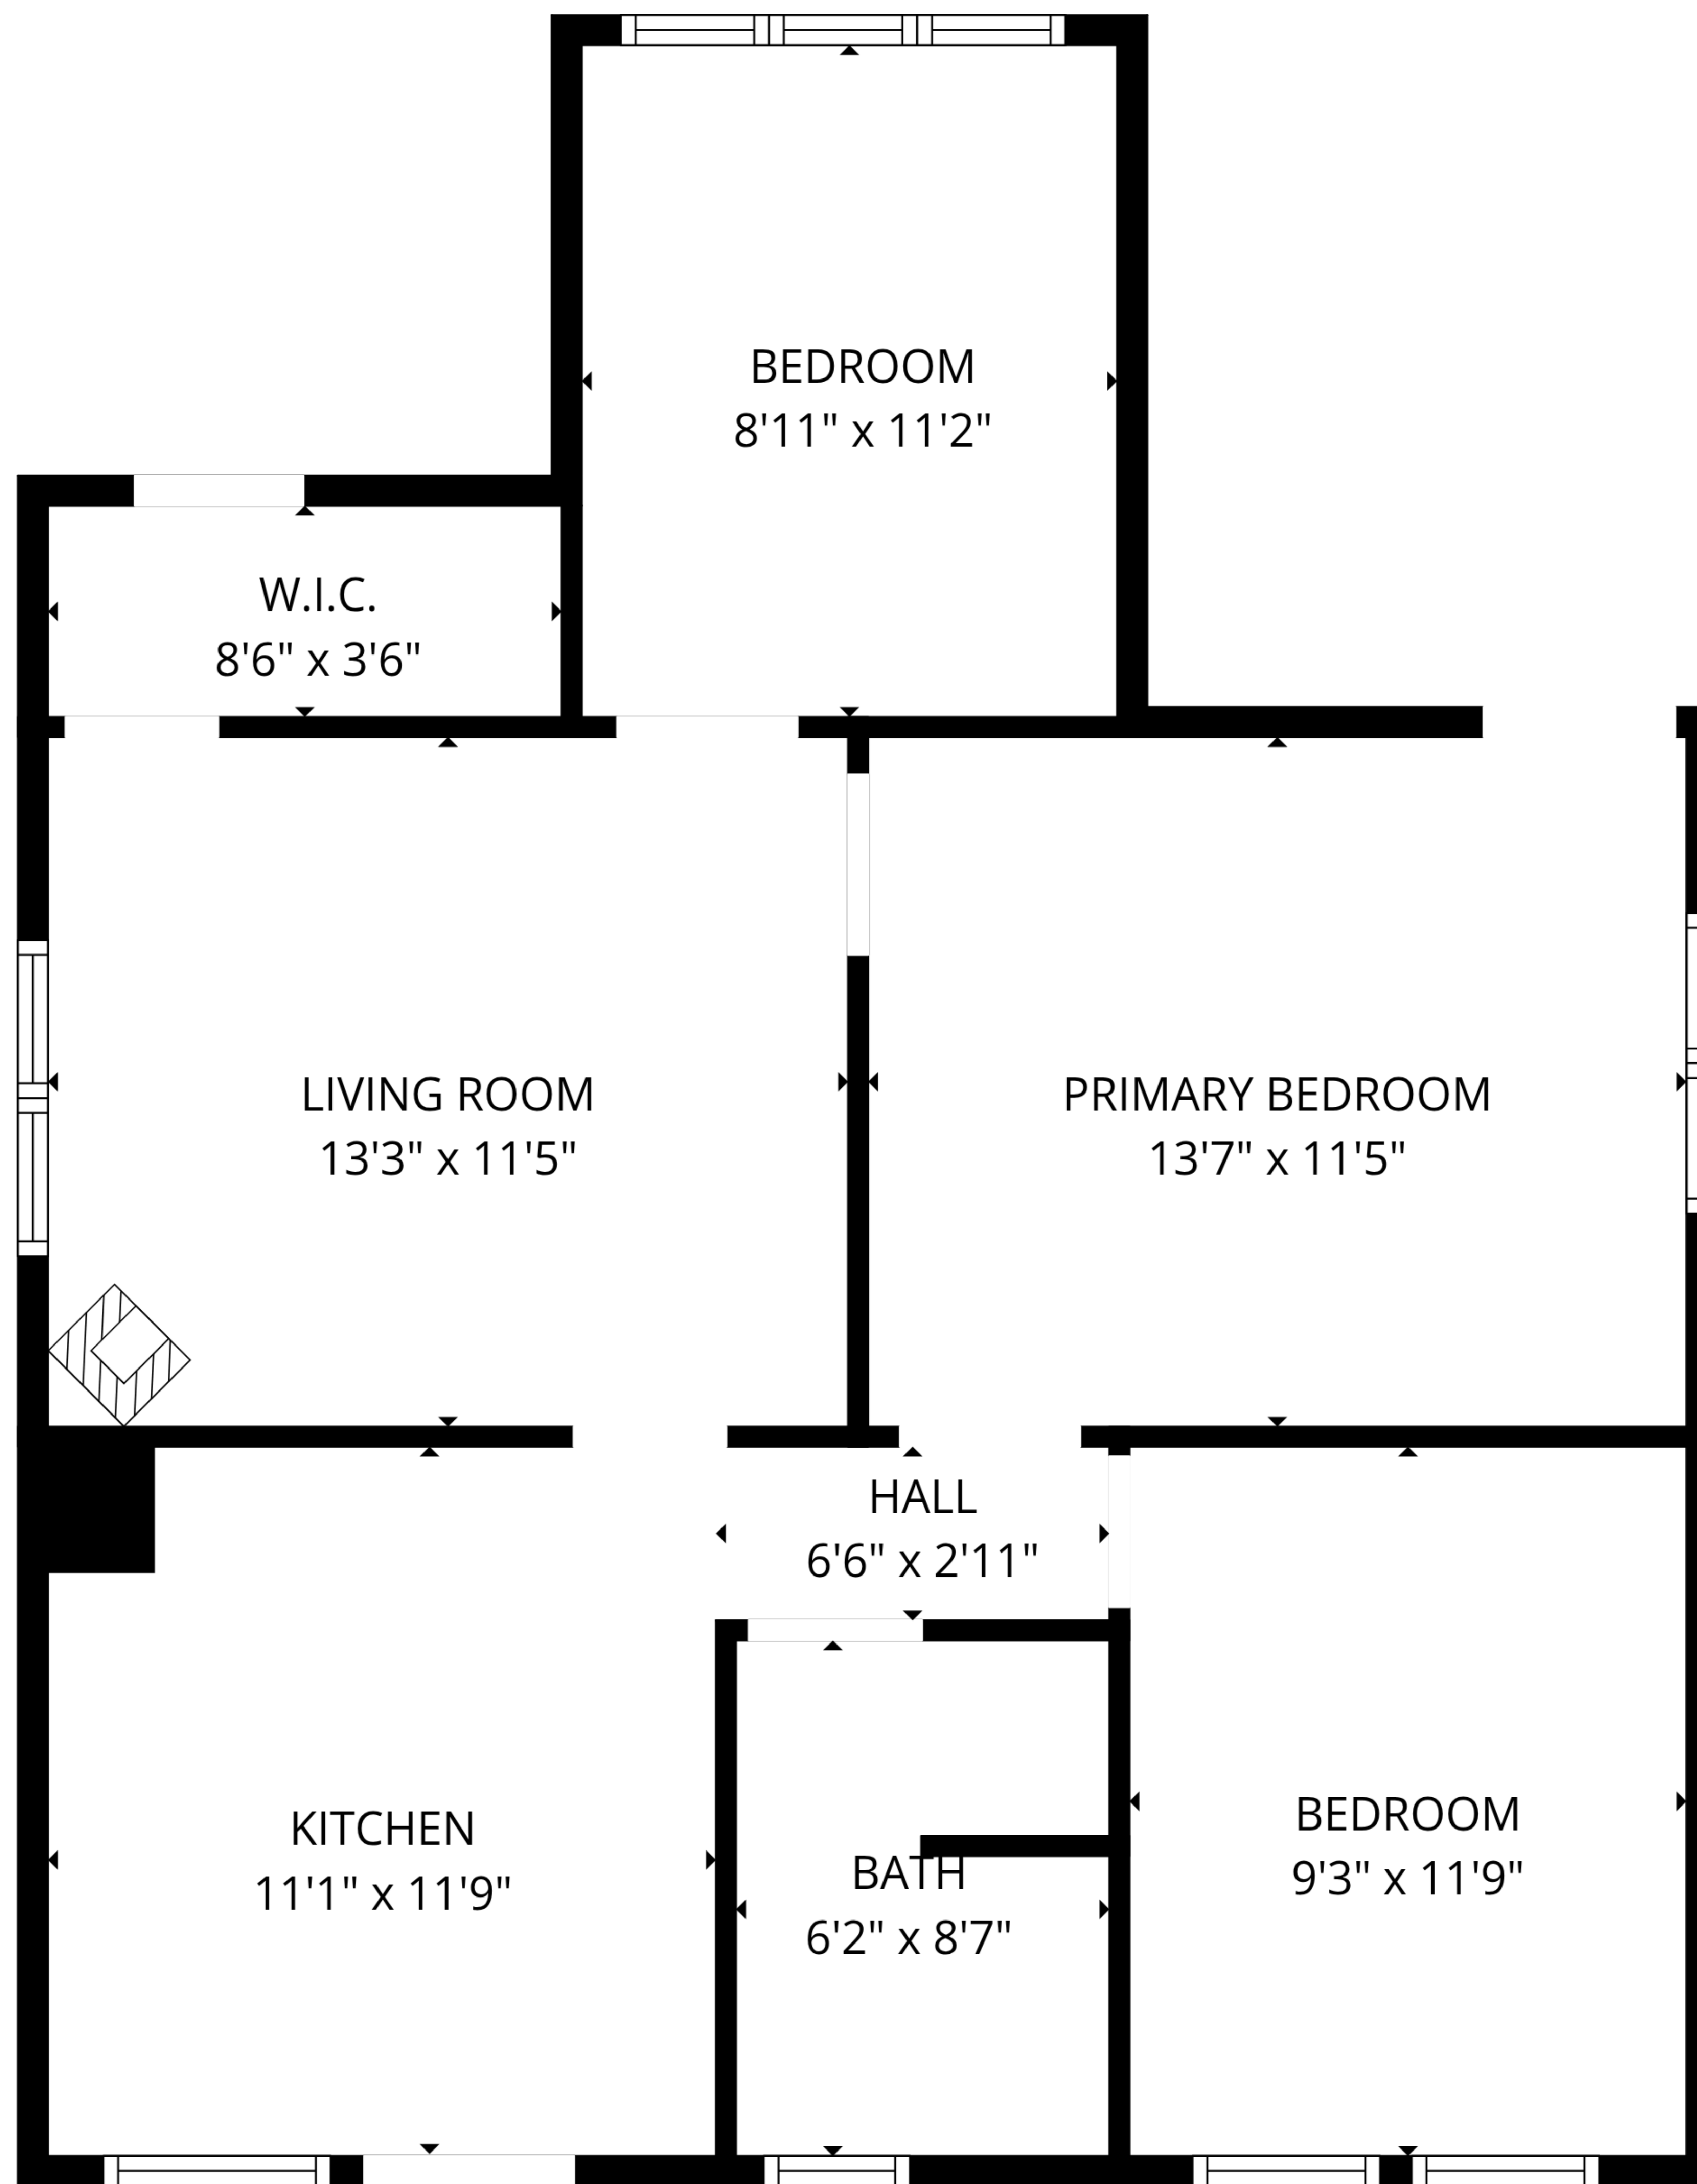 BEDROOM
8'11" x 11'2"
W.I.C.
8'6" x 3'6"
LIVING ROOM
13'3" x 11'5"
PRIMARY BEDROOM
13'7" x 11'5"
HALL
6'6" x 2'11"
KITCHEN
11'1" x 11'9"
BATH
6'2" x 8'7"
BEDROOM
9'3" x 11'9"